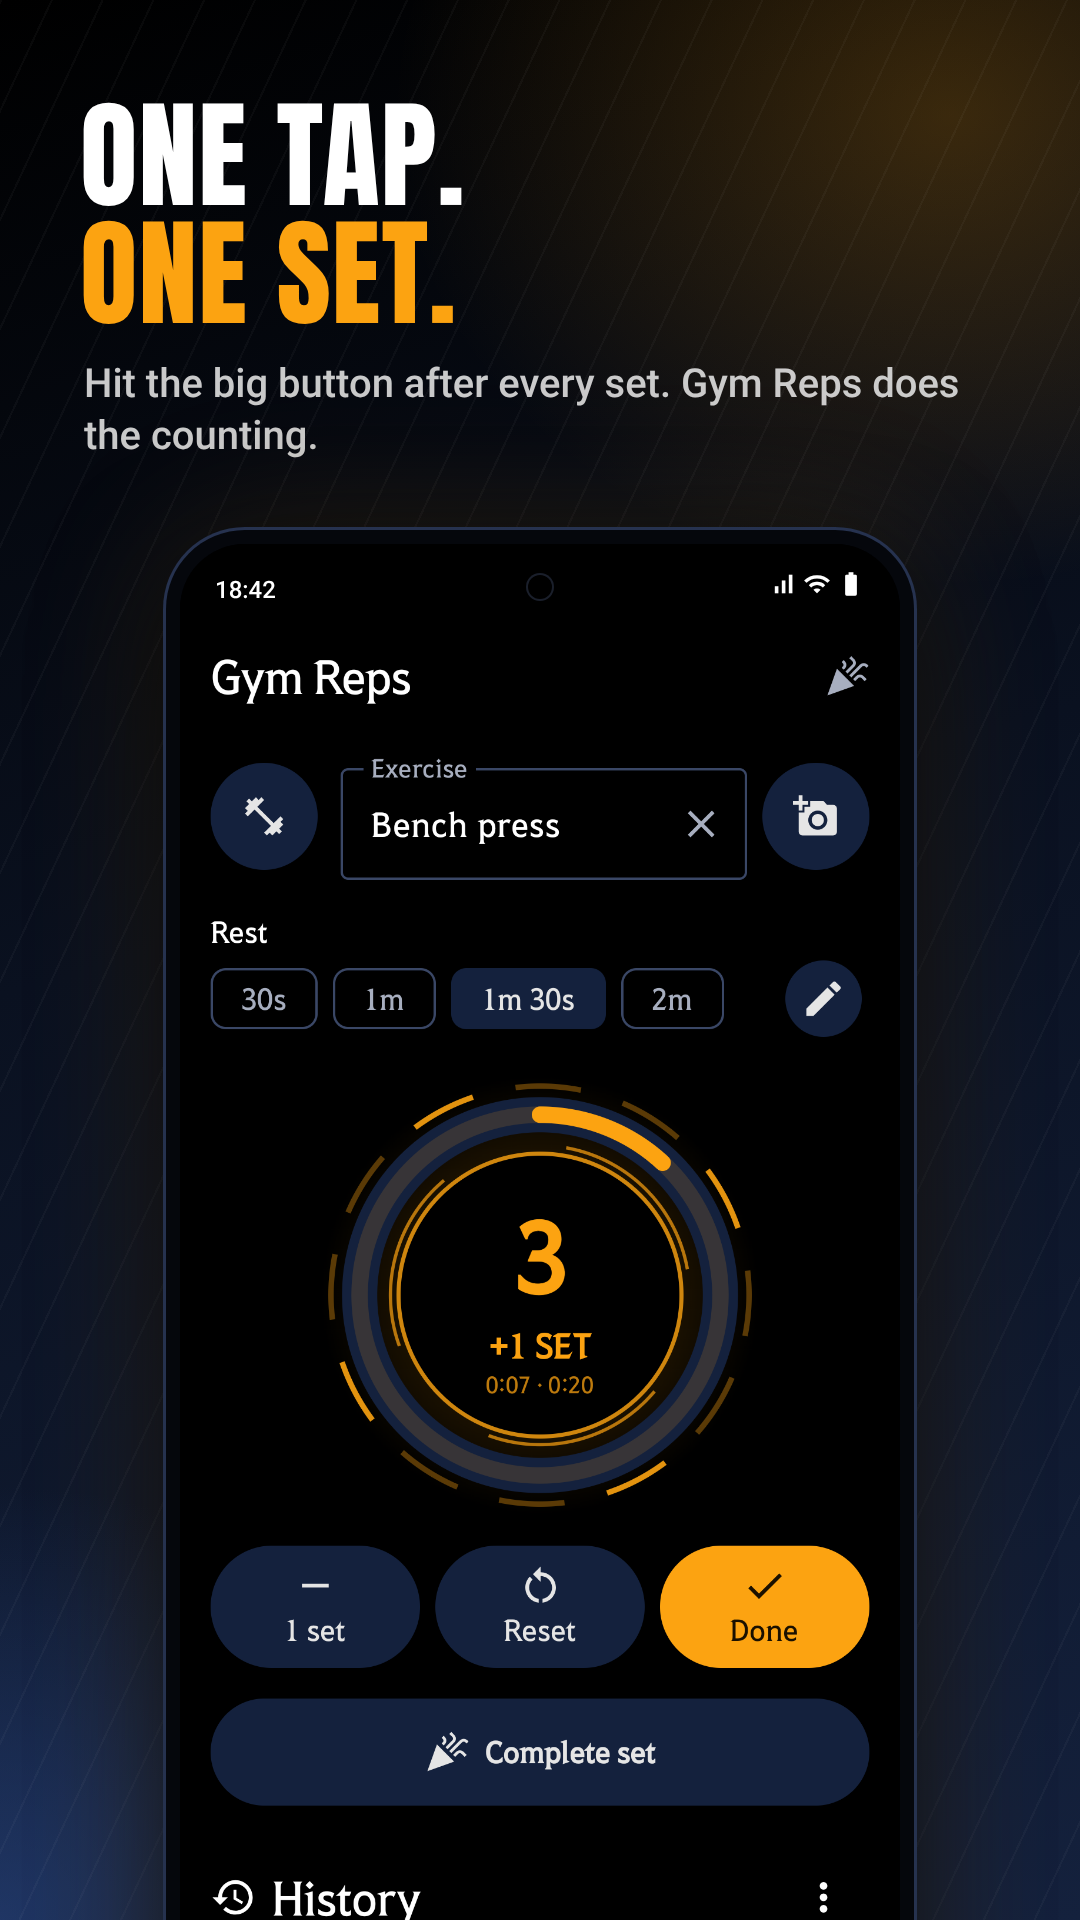 ONE TAP.
ONE SET.
Hit the big button after every set. Gym Reps does
the counting.
18:42
Gym Reps
Exercise
Bench press
Rest
30s
1m
1m 30s
2m
3
+1 SET
0:07 · 0:20
1 set
Reset
Done
Complete set
History